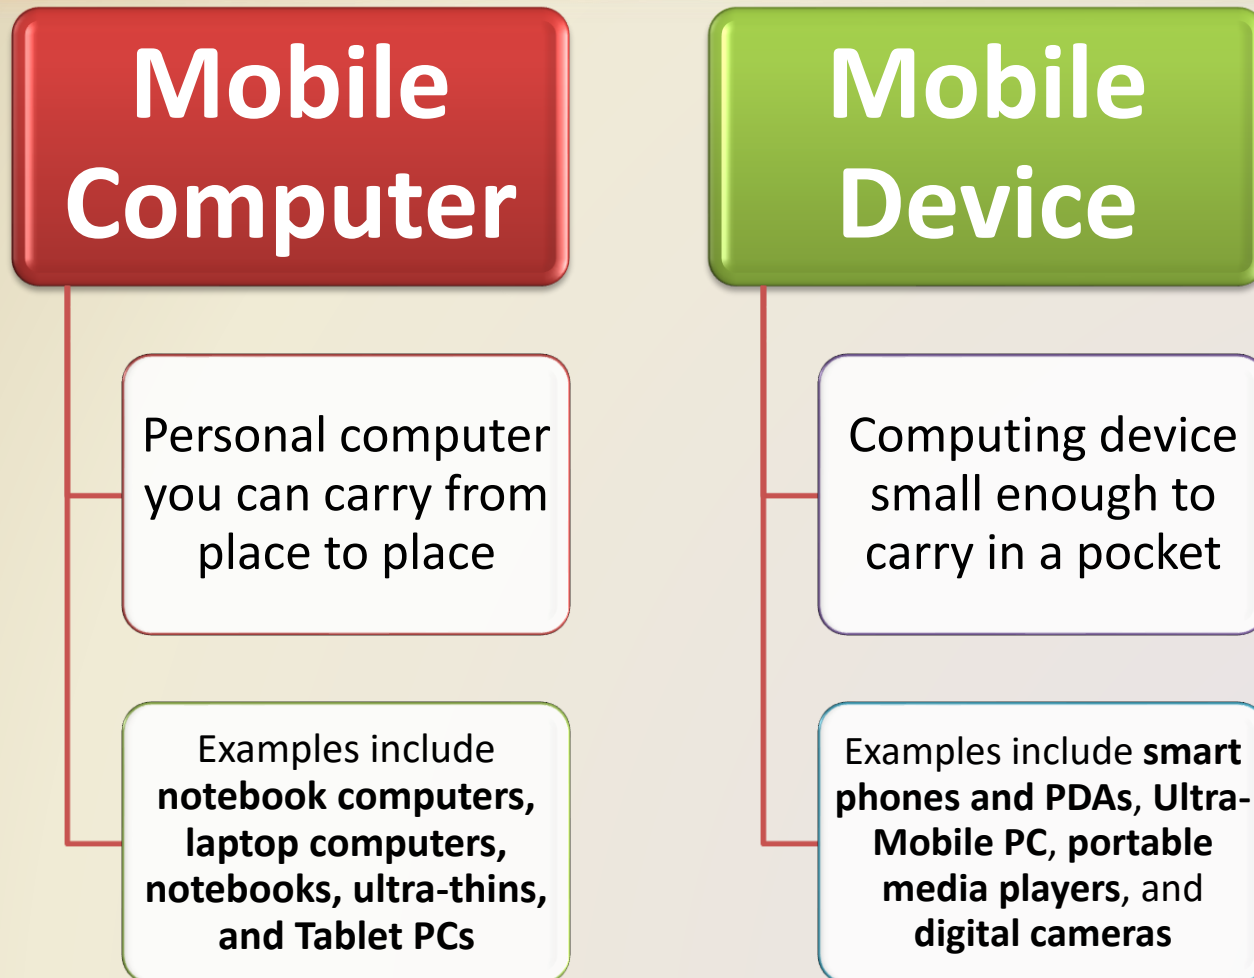 Mobile
Computer
Personal computer
you can carry from
place to place
Examples include
notebook computers,
laptop computers,
notebooks, ultra-thins,
and Tablet PCs
Mobile
Device
Computing device
small enough to
carry in a pocket
Examples include smart
phones and PDAs, Ultra-
Mobile PC, portable
media players, and
digital cameras